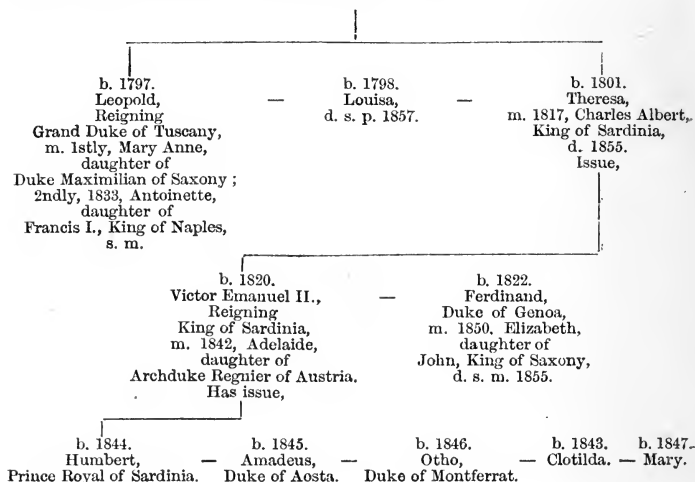 b. 1797.
Leopold,
Reigning
Grand Duke of Tuscany,
m. 1stly, Mary Anne,
daughter of
Duke Maximilian of Saxony ;
2ndly, 1833, Antoinette,
daughter of
Francis I., King of Naples,
s. m.
— b. 1798.
Louisa,
d. s. p. 1857.
— b. 1801.
Theresa,
m. 1817, Charles Albert,
King of Sardinia,
d. 1855.
Issue,
b. 1820.
Victor Emanuel II.,
Reigning
King of Sardinia,
m. 1842, Adelaide,
daughter of
Archduke Regnier of Austria.
Has issue,
— b. 1822.
Ferdinand,
Duke of Genoa,
m. 1850. Elizabeth,
daughter of
John, King of Saxony,
d. s. m. 1855.
b. 1844. b. 1845. b. 1846. b. 1843. b. 1847.
Humbert, — Amadeus, — Otho, — Clotilda. — Mary.
Prince Royal of Sardinia. Duke of Aosta. Duke of Montferrat.